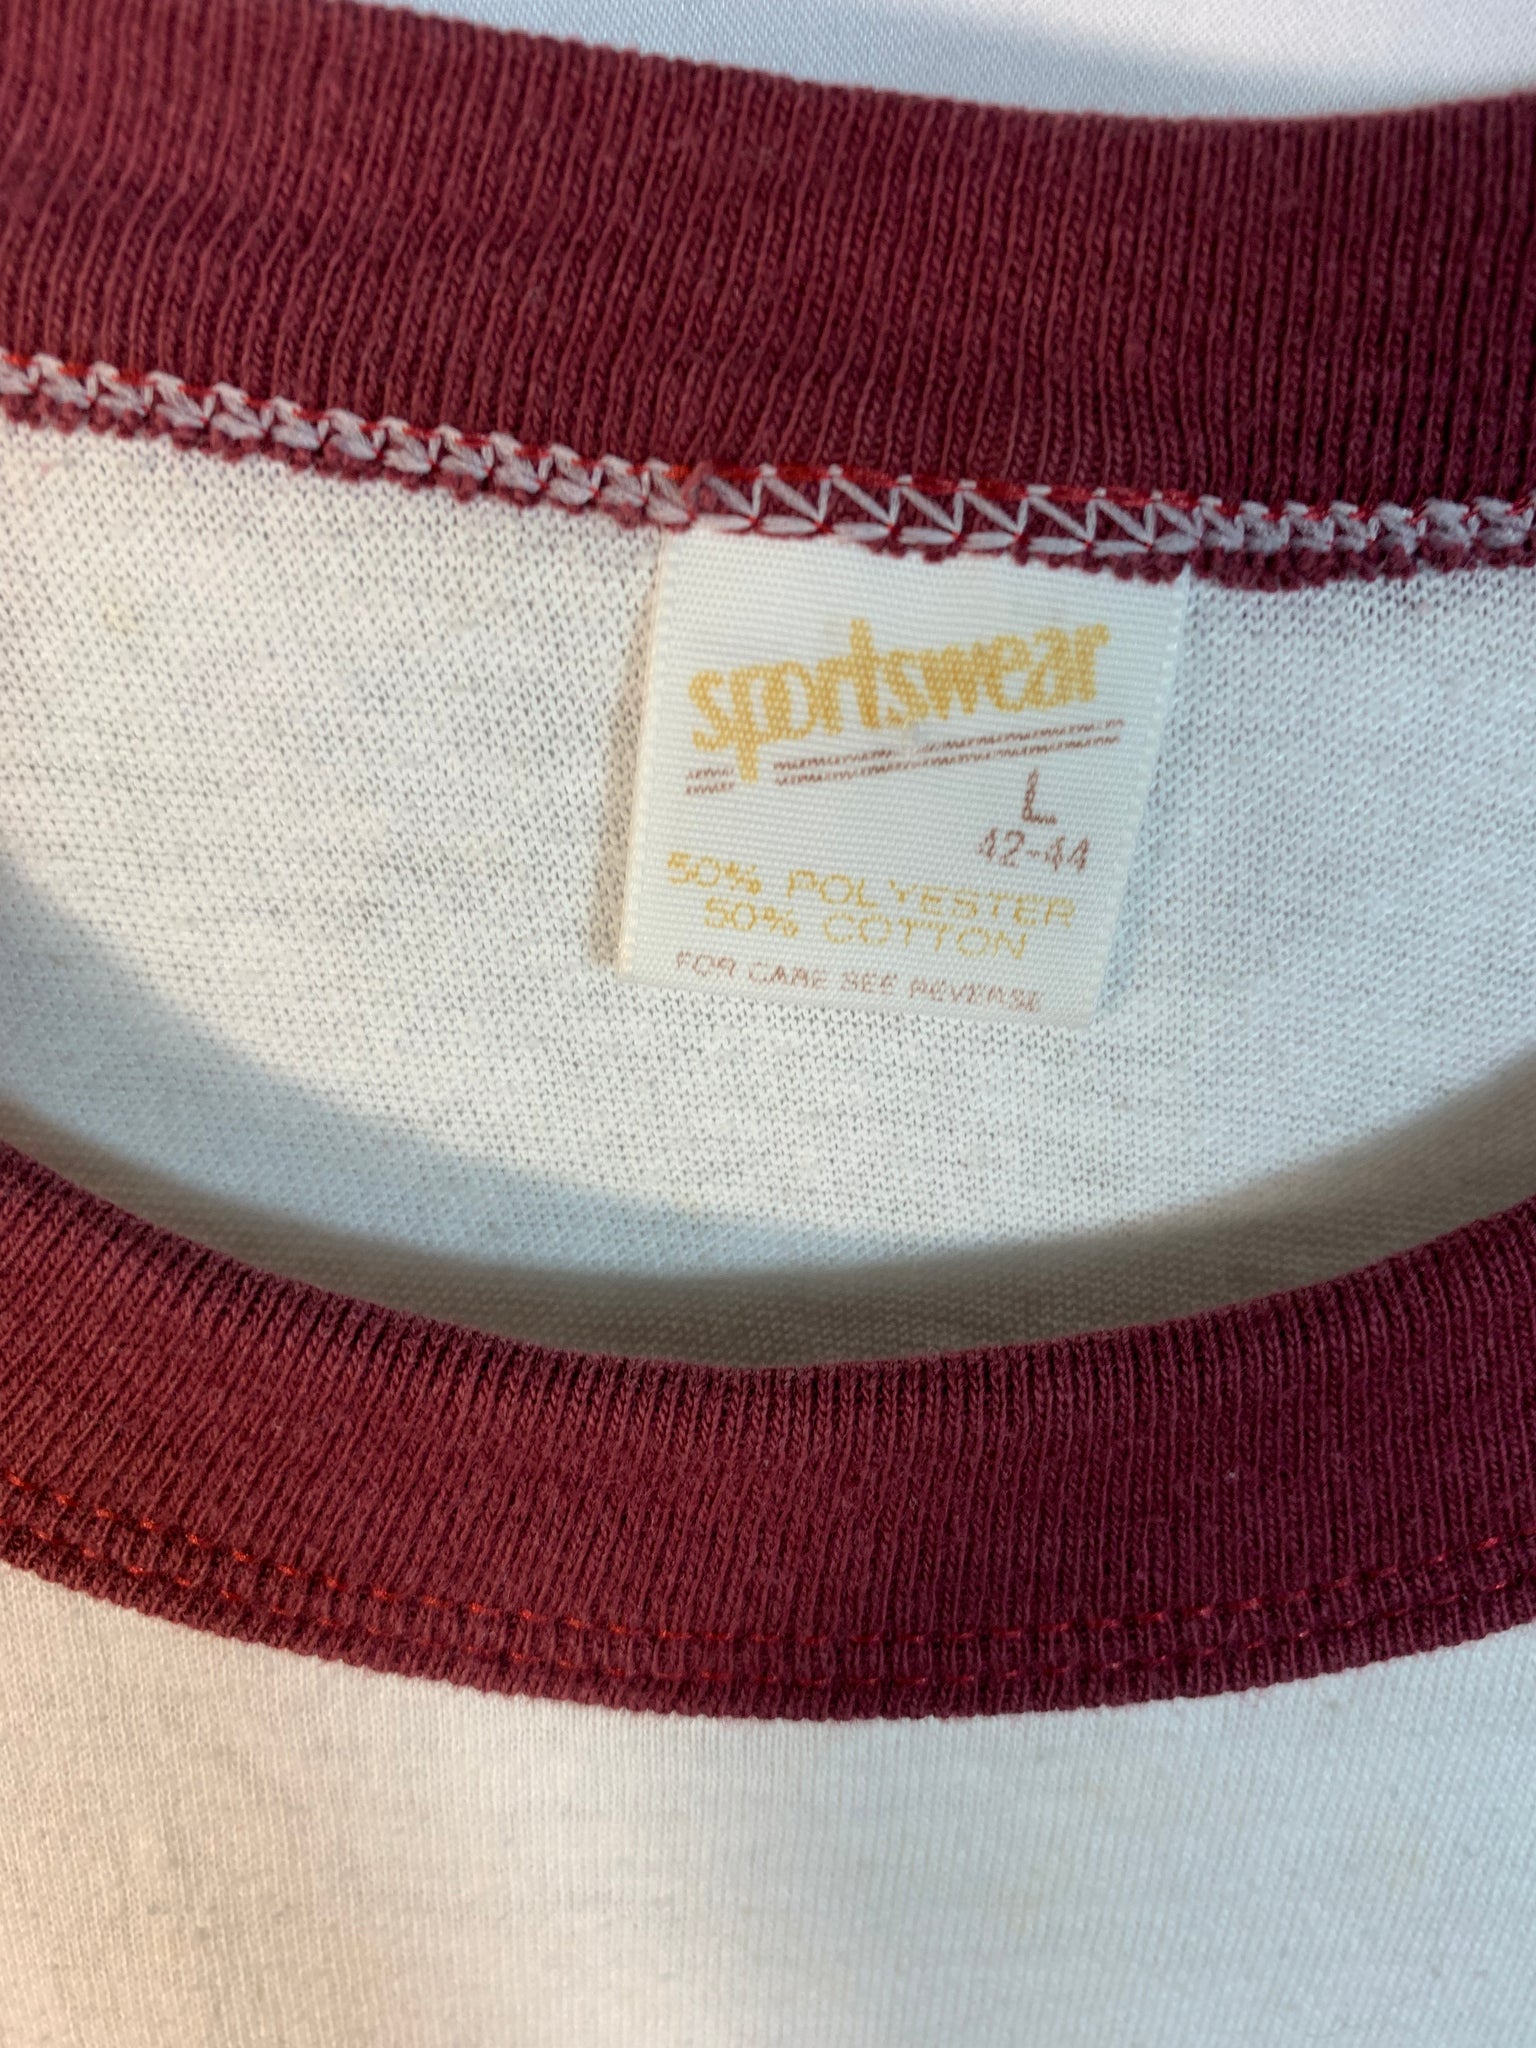 sportswear
L
42-44
50% POLYESTER
50% COTTON
FOR CARE SEE REVERSE